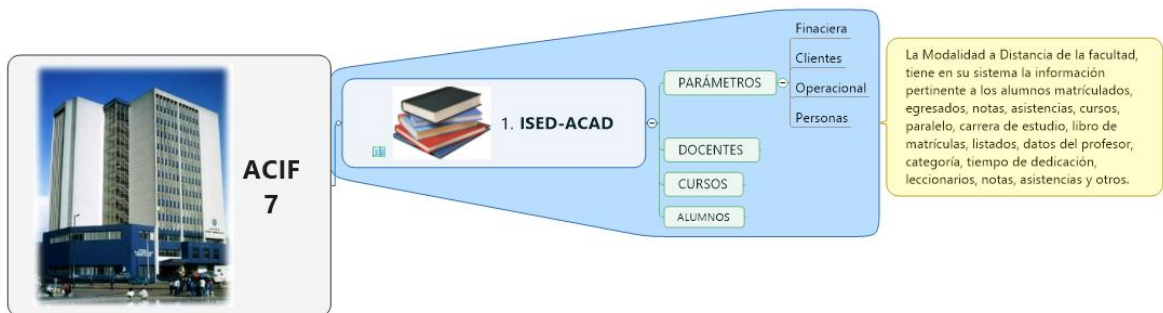 ACIF
7
1. ISED-ACAD
PARÁMETROS
Finaciera
Clientes
Operacional
Personas
DOCENTES
CURSOS
ALUMNOS
La Modalidad a Distancia de la facultad,
tiene en su sistema la información
pertinente a los alumnos matrículados,
egresados, notas, asistencias, cursos,
paralelo, carrera de estudio, libro de
matrículas, listados, datos del profesor,
categoría, tiempo de dedicación,
leccionarios, notas, asistencias y otros.